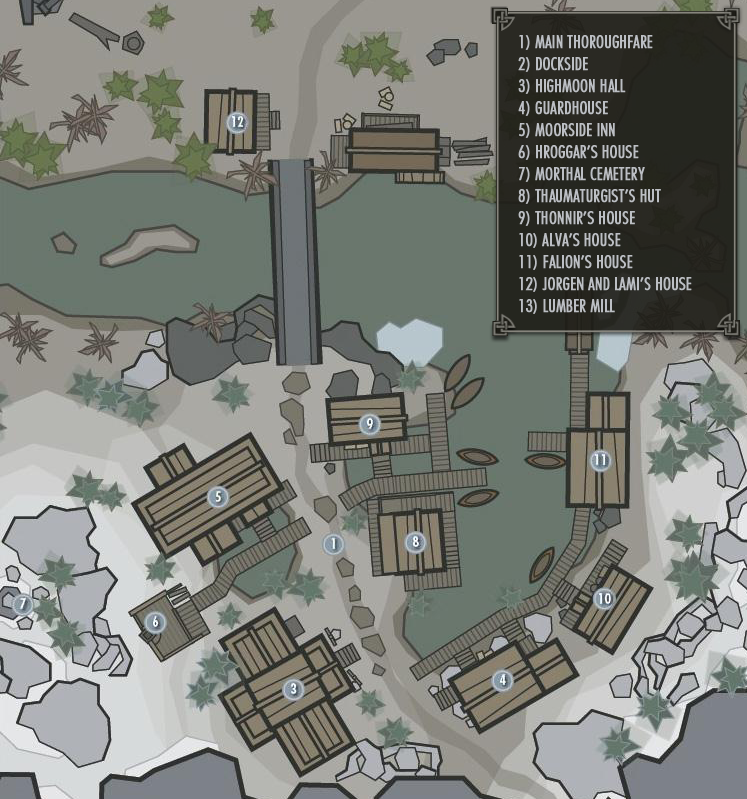 1) MAIN THOROUGHFARE
2) DOCKSIDE
3) HIGHMOON HALL
4) GUARDHOUSE
5) MOORSIDE INN
6) HROGGAR'S HOUSE
7) MORTHAL CEMETERY
8) THAUMATURGIST'S HUT
9) THONNIR'S HOUSE
10) ALVA'S HOUSE
11) FALION'S HOUSE
12) JORGEN AND LAMI'S HOUSE
13) LUMBER MILL
12
9
11
5
1
8
7
6
10
3
4